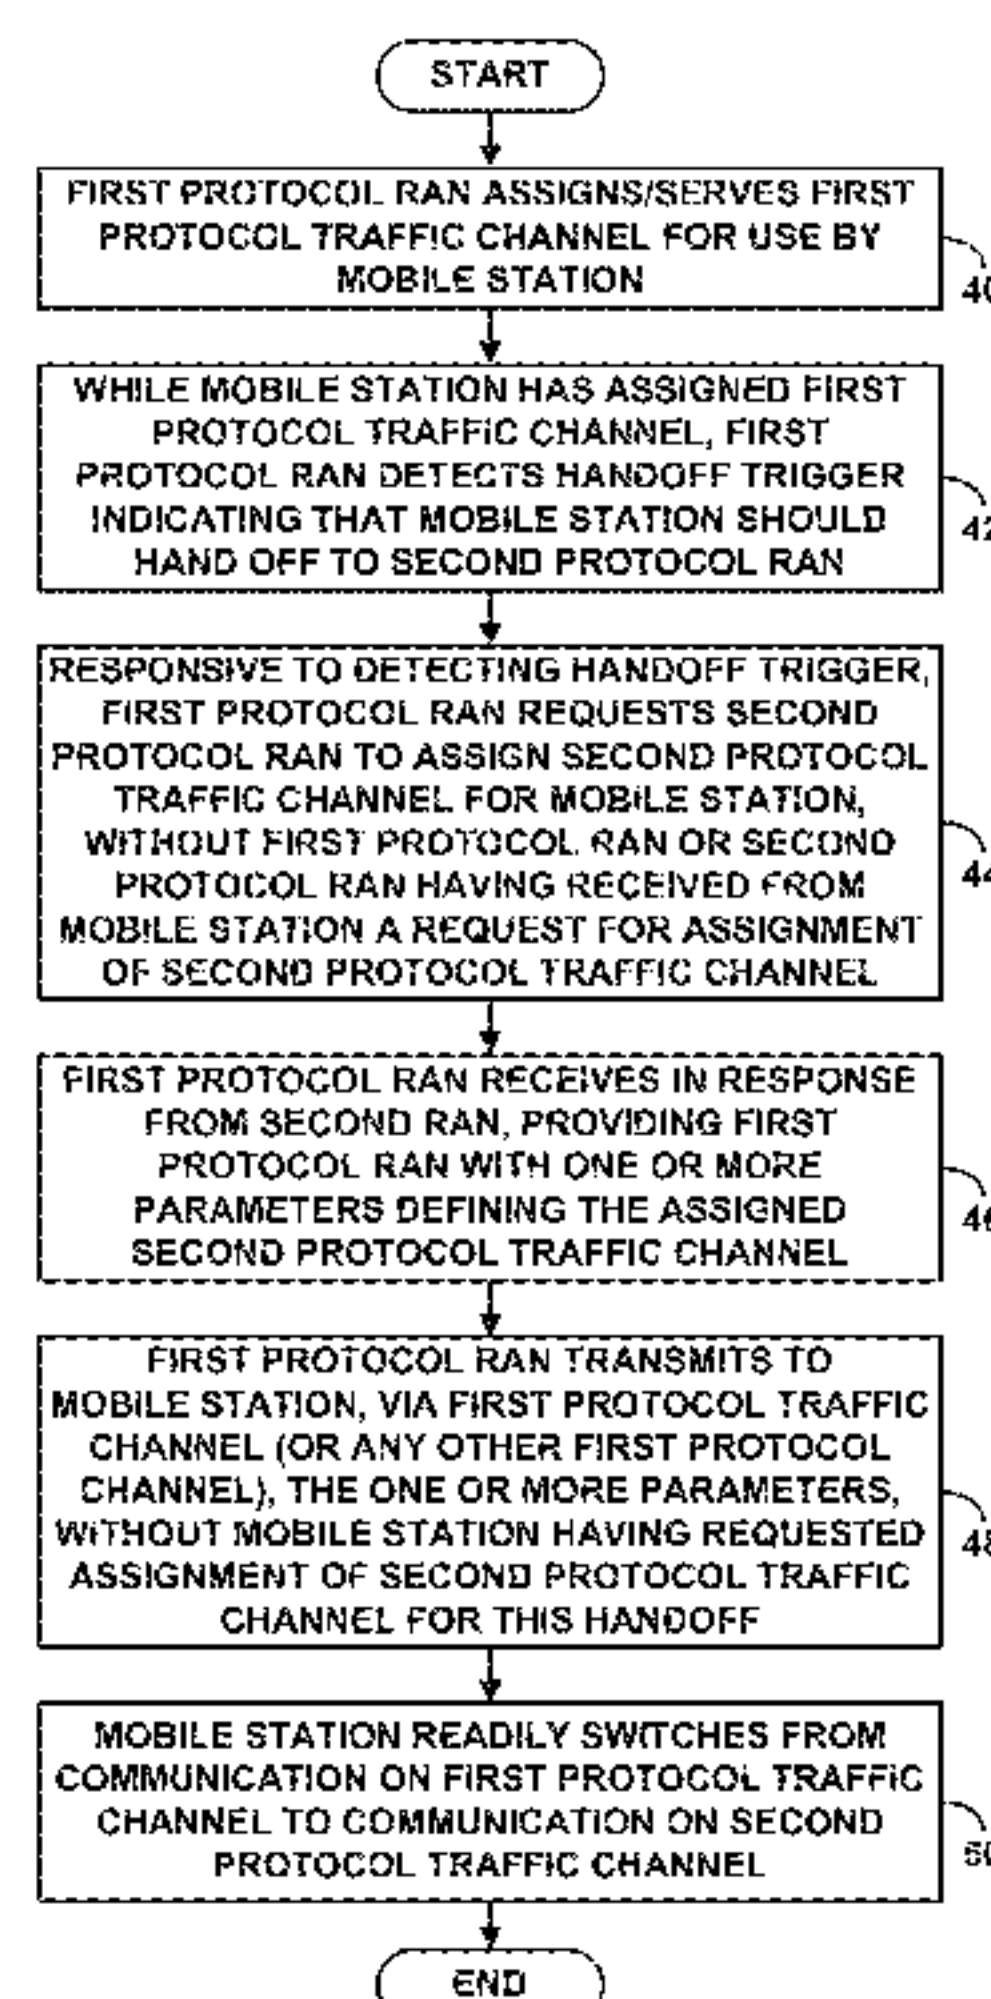 START
FIRST PROTOCOL RAN ASSIGNS/SERVES FIRST
PROTOCOL TRAFFIC CHANNEL FOR USE BY
MOBILE STATION
40
WHILE MOBILE STATION HAS ASSIGNED FIRST
PROTOCOL TRAFFIC CHANNEL, FIRST
PROTOCOL RAN DETECTS HANDOFF TRIGGER
INDICATING THAT MOBILE STATION SHOULD
HAND OFF TO SECOND PROTOCOL RAN
42
RESPONSIVE TO DETECTING HANDOFF TRIGGER,
FIRST PROTOCOL RAN REQUESTS SECOND
PROTOCOL RAN TO ASSIGN SECOND PROTOCOL
TRAFFIC CHANNEL FOR MOBILE STATION,
WITHOUT FIRST PROTOCOL RAN OR SECOND
PROTOCOL RAN HAVING RECEIVED FROM
MOBILE STATION A REQUEST FOR ASSIGNMENT
OF SECOND PROTOCOL TRAFFIC CHANNEL
44
FIRST PROTOCOL RAN RECEIVES IN RESPONSE
FROM SECOND RAN, PROVIDING FIRST
PROTOCOL RAN WITH ONE OR MORE
PARAMETERS DEFINING THE ASSIGNED
SECOND PROTOCOL TRAFFIC CHANNEL
46
FIRST PROTOCOL RAN TRANSMITS TO
MOBILE STATION, VIA FIRST PROTOCOL TRAFFIC
CHANNEL (OR ANY OTHER FIRST PROTOCOL
CHANNEL), THE ONE OR MORE PARAMETERS,
WITHOUT MOBILE STATION HAVING REQUESTED
ASSIGNMENT OF SECOND PROTOCOL TRAFFIC
CHANNEL FOR THIS HANDOFF
48
MOBILE STATION READILY SWITCHES FROM
COMMUNICATION ON FIRST PROTOCOL TRAFFIC
CHANNEL TO COMMUNICATION ON SECOND
PROTOCOL TRAFFIC CHANNEL
50
END